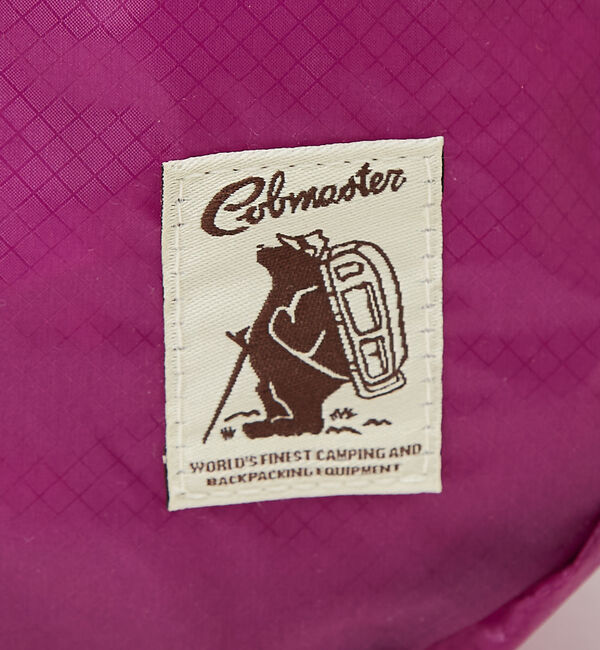 Cobmaster
WORLD'S FINEST CAMPING AND
BACKPACKING EQUIPMENT